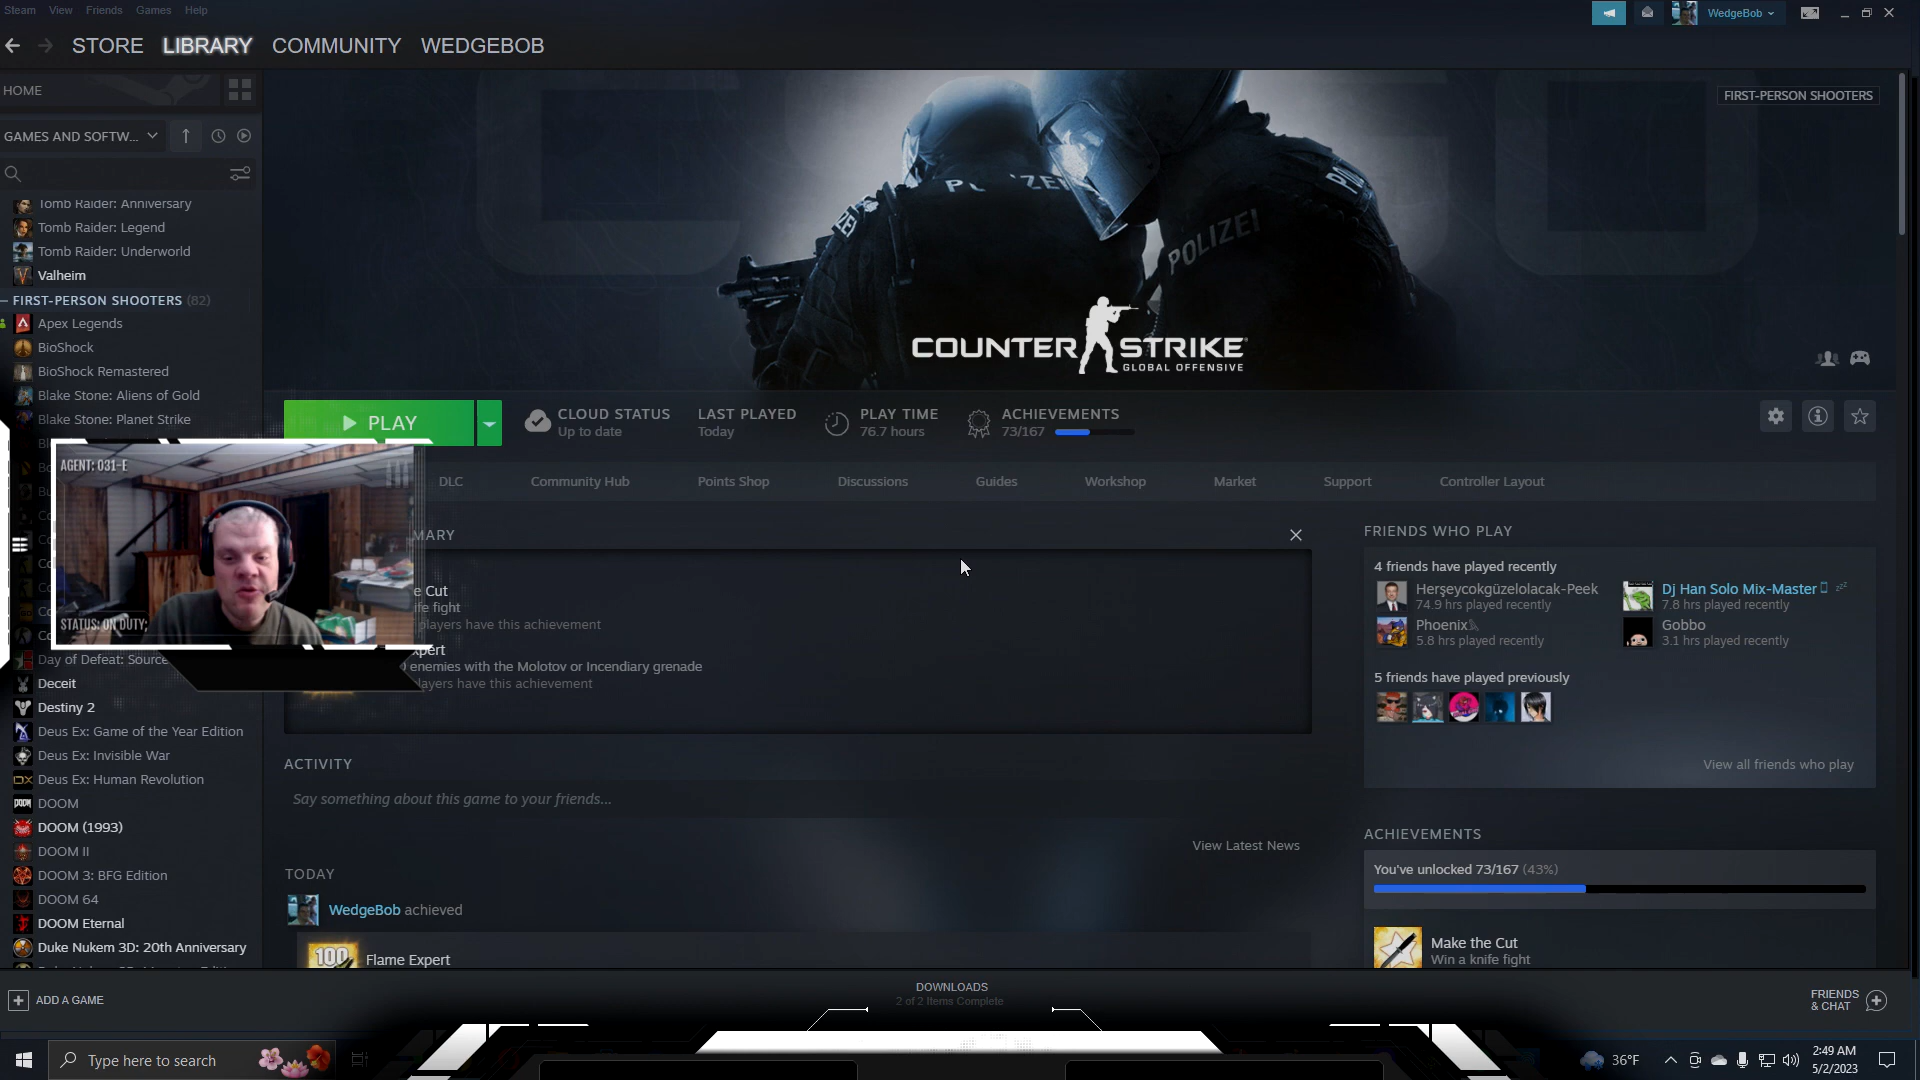 Steam View Friends Games Help
WedgeBob
STORE LIBRARY COMMUNITY WEDGEBOB
HOME
GAMES AND SOFTW...
Tomb Raider: Anniversary
Tomb Raider: Legend
Tomb Raider: Underworld
Valheim
FIRST-PERSON SHOOTERS (82)
Apex Legends
BioShock
BioShock Remastered
Blake Stone: Aliens of Gold
Blake Stone: Planet Strike
Day of Defeat: Source
Deceit
Destiny 2
Deus Ex: Game of the Year Edition
Deus Ex: Invisible War
Deus Ex: Human Revolution
DOOM
DOOM (1993)
DOOM II
DOOM 3: BFG Edition
DOOM 64
DOOM Eternal
Duke Nukem 3D: 20th Anniversary
ADD A GAME
AGENT: 031-E
STATUS: ON DUTY;
FIRST-PERSON SHOOTERS
POLIZEI
COUNTER STRIKE
GLOBAL OFFENSIVE
PLAY
CLOUD STATUS
Up to date
LAST PLAYED
Today
PLAY TIME
76.7 hours
ACHIEVEMENTS
73/167
DLC Community Hub Points Shop Discussions Guides Workshop Market Support Controller Layout
MARY
e Cut
ife fight
players have this achievement
xpert
enemies with the Molotov or Incendiary grenade
layers have this achievement
ACTIVITY
Say something about this game to your friends...
View Latest News
TODAY
WedgeBob achieved
100
Flame Expert
FRIENDS WHO PLAY
4 friends have played recently
Herşeycokgüzelolacak-Peek
74.9 hrs played recently
Dj Han Solo Mix-Master
7.8 hrs played recently
Phoenix
5.8 hrs played recently
Gobbo
3.1 hrs played recently
5 friends have played previously
View all friends who play
ACHIEVEMENTS
You've unlocked 73/167 (43%)
Make the Cut
Win a knife fight
DOWNLOADS
2 of 2 Items Complete
FRIENDS
& CHAT
Type here to search
36°F
2:49 AM
5/2/2023